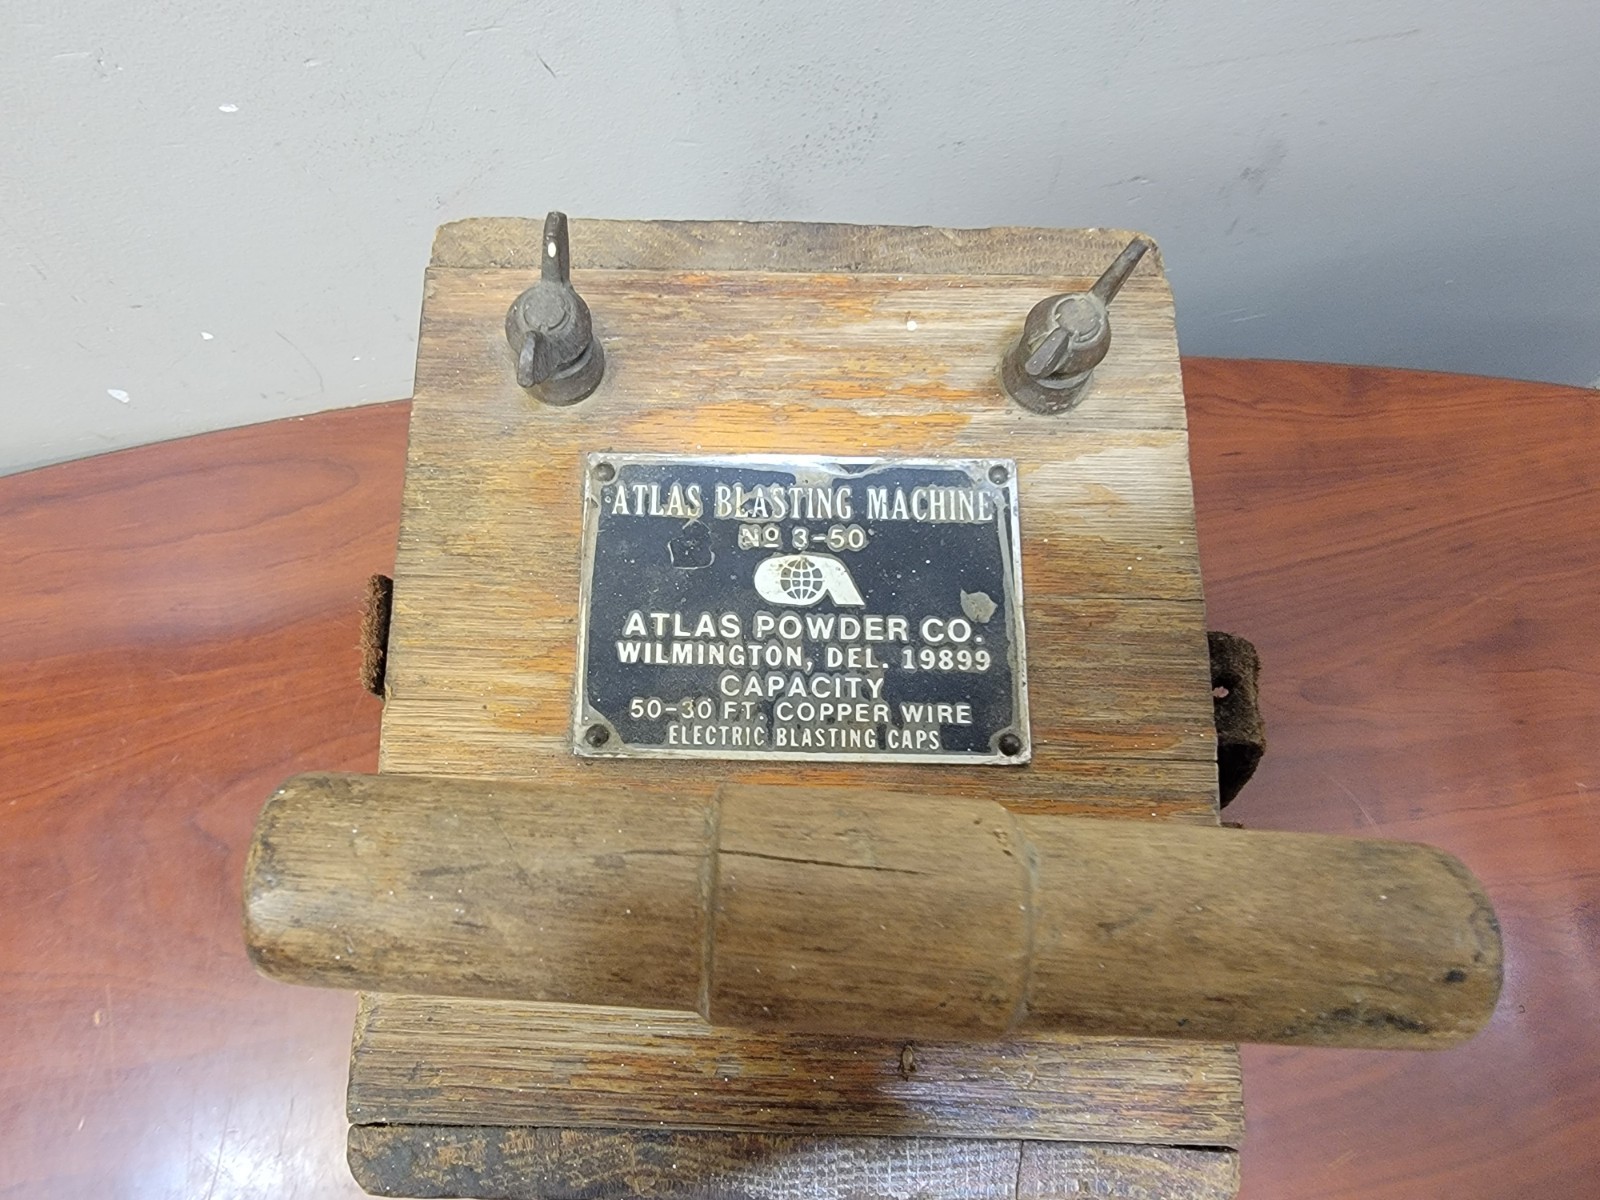 ATLAS BLASTING MACHINE
Nº 3-50
ATLAS POWDER CO.
WILMINGTON, DEL. 19899
CAPACITY
50-30 FT. COPPER WIRE
ELECTRIC BLASTING CAPS